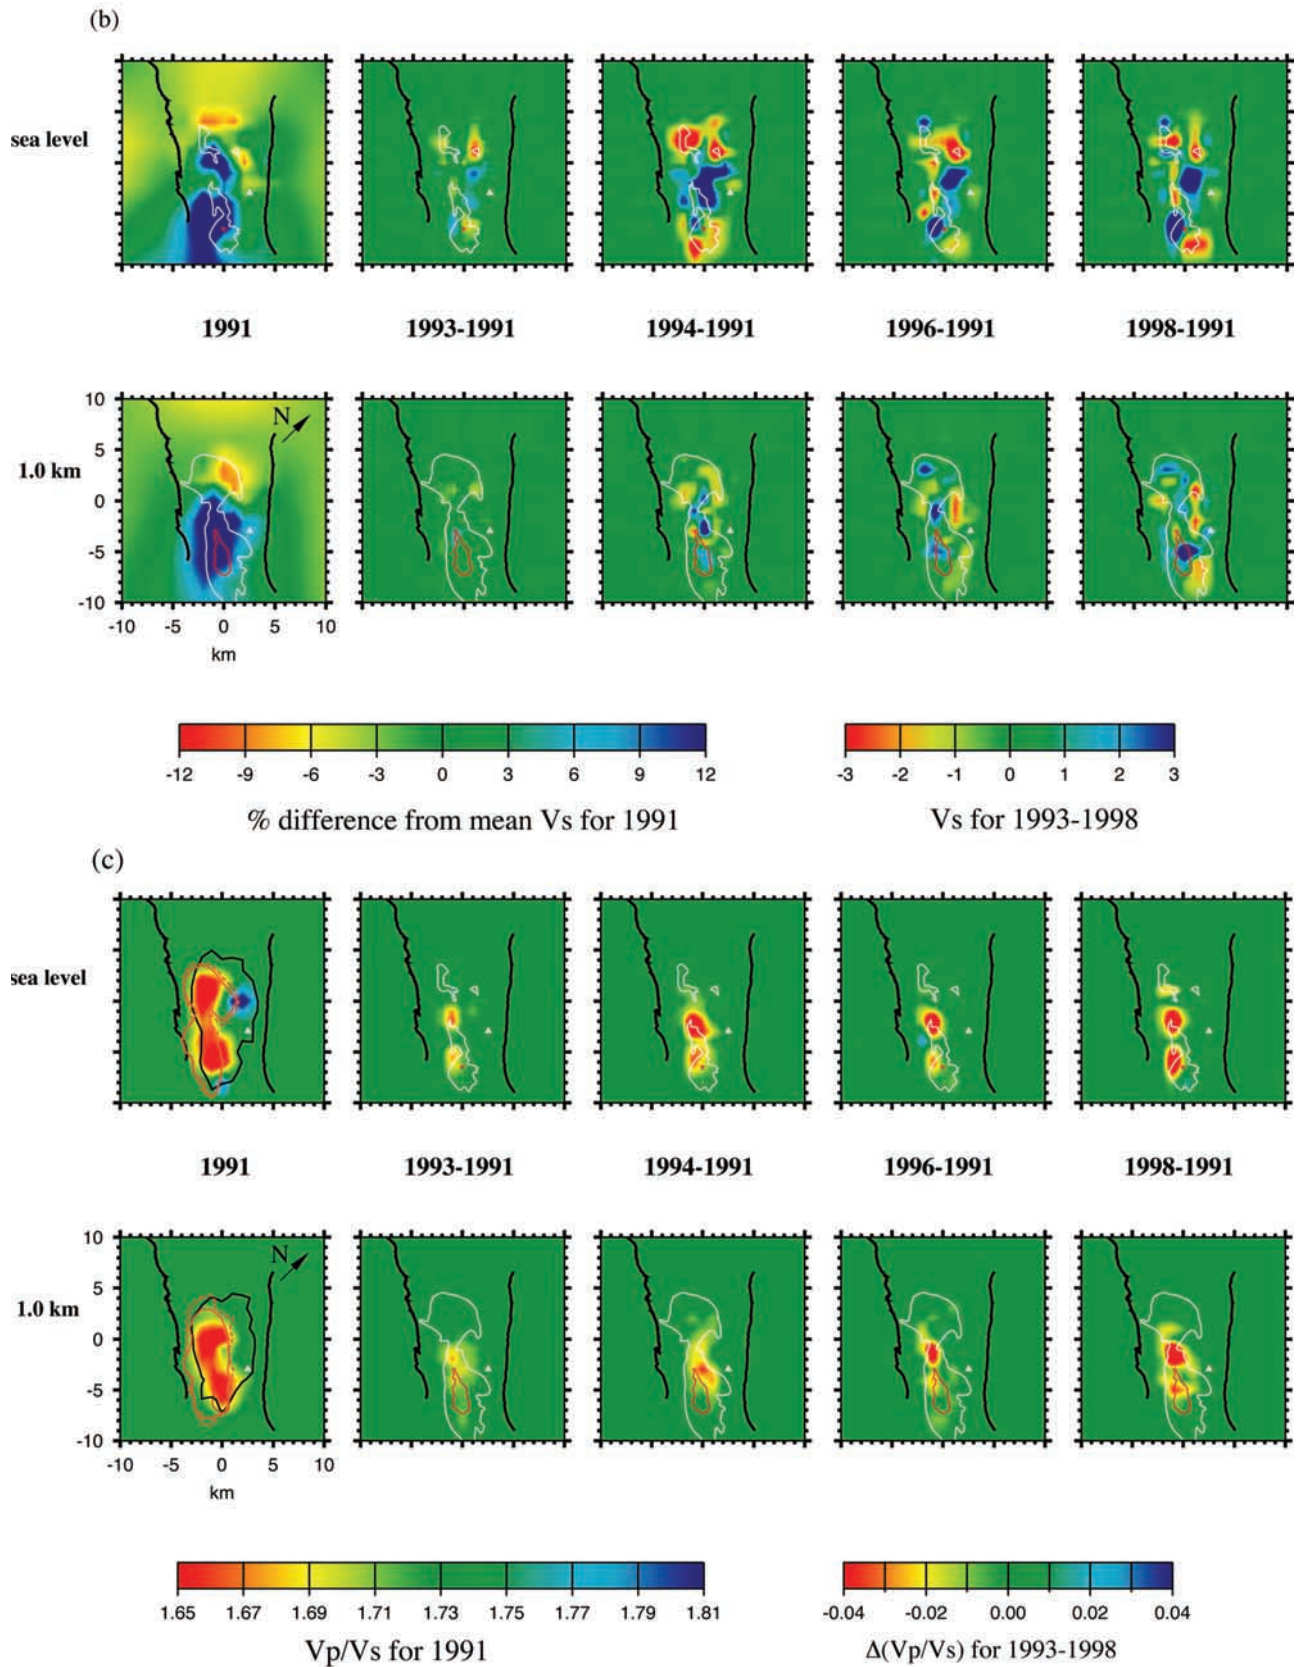 (b)
sea level
1991 1993-1991 1994-1991 1996-1991 1998-1991
10
N
5
1.0 km
0
-5
-10
-10 -5 0 5 10
km
-12 -9 -6 -3 0 3 6 9 12 -3 -2 -1 0 1 2 3
% difference from mean Vs for 1991 Vs for 1993-1998
(c)
sea level
1991 1993-1991 1994-1991 1996-1991 1998-1991
10
N
5
1.0 km
0
-5
-10
-10 -5 0 5 10
km
1.65 1.67 1.69 1.71 1.73 1.75 1.77 1.79 1.81 -0.04 -0.02 0.00 0.02 0.04
Vp/Vs for 1991 Δ(Vp/Vs) for 1993-1998